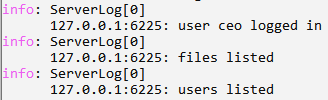 info: ServerLog[0]
127.0.0.1:6225: user ceo logged in
info: ServerLog[0]
127.0.0.1:6225: files listed
info: ServerLog[0]
127.0.0.1:6225: users listed